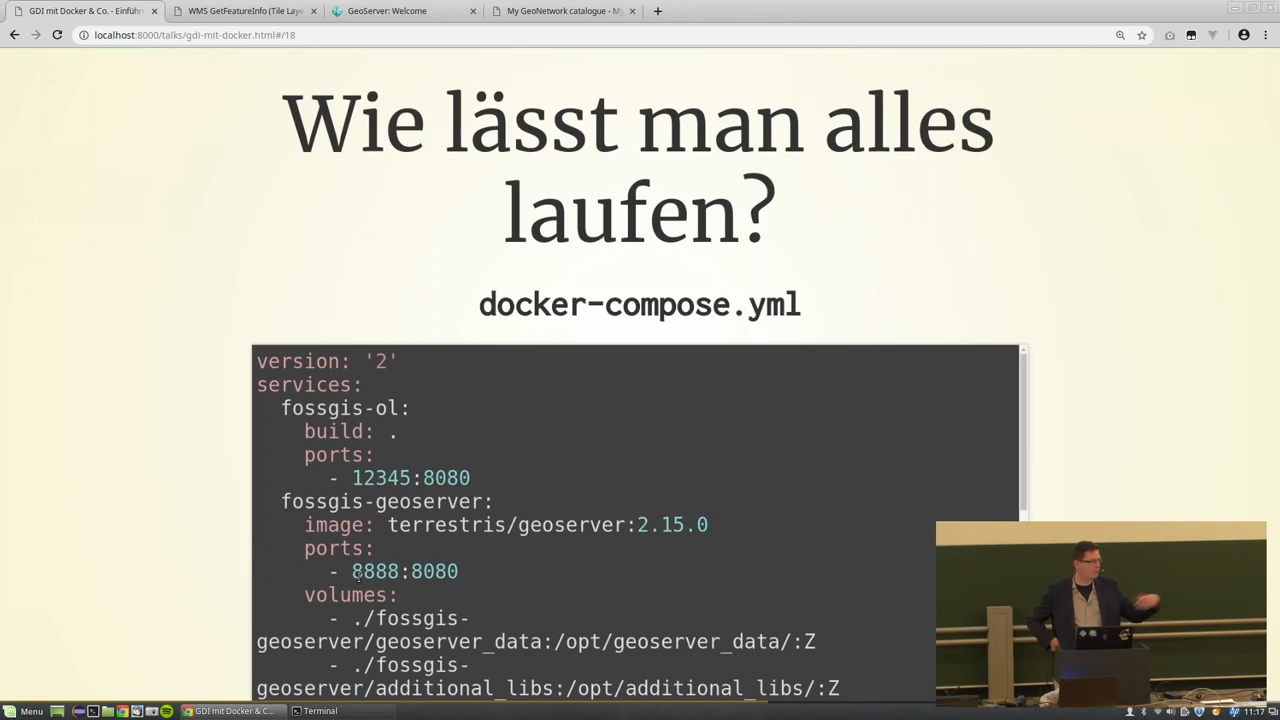 GDI mit Docker & Co. - Einführ
WMS GetFeatureInfo (Tile Laye
GeoServer: Welcome
My GeoNetwork catalogue - My
localhost:8000/talks/gdi-mit-docker.html#/18
Wie lässt man alles
laufen?
docker-compose.yml
version: '2'
services:
fossgis-ol:
build: .
ports:
- 12345:8080
fossgis-geoserver:
image: terrestris/geoserver:2.15.0
ports:
- 8888:8080
volumes:
- ./fossgis-
geoserver/geoserver_data:/opt/geoserver_data/:Z
- ./fossgis-
geoserver/additional_libs:/opt/additional_libs/:Z
Menu
GDI mit Docker & C...
Terminal
11:17